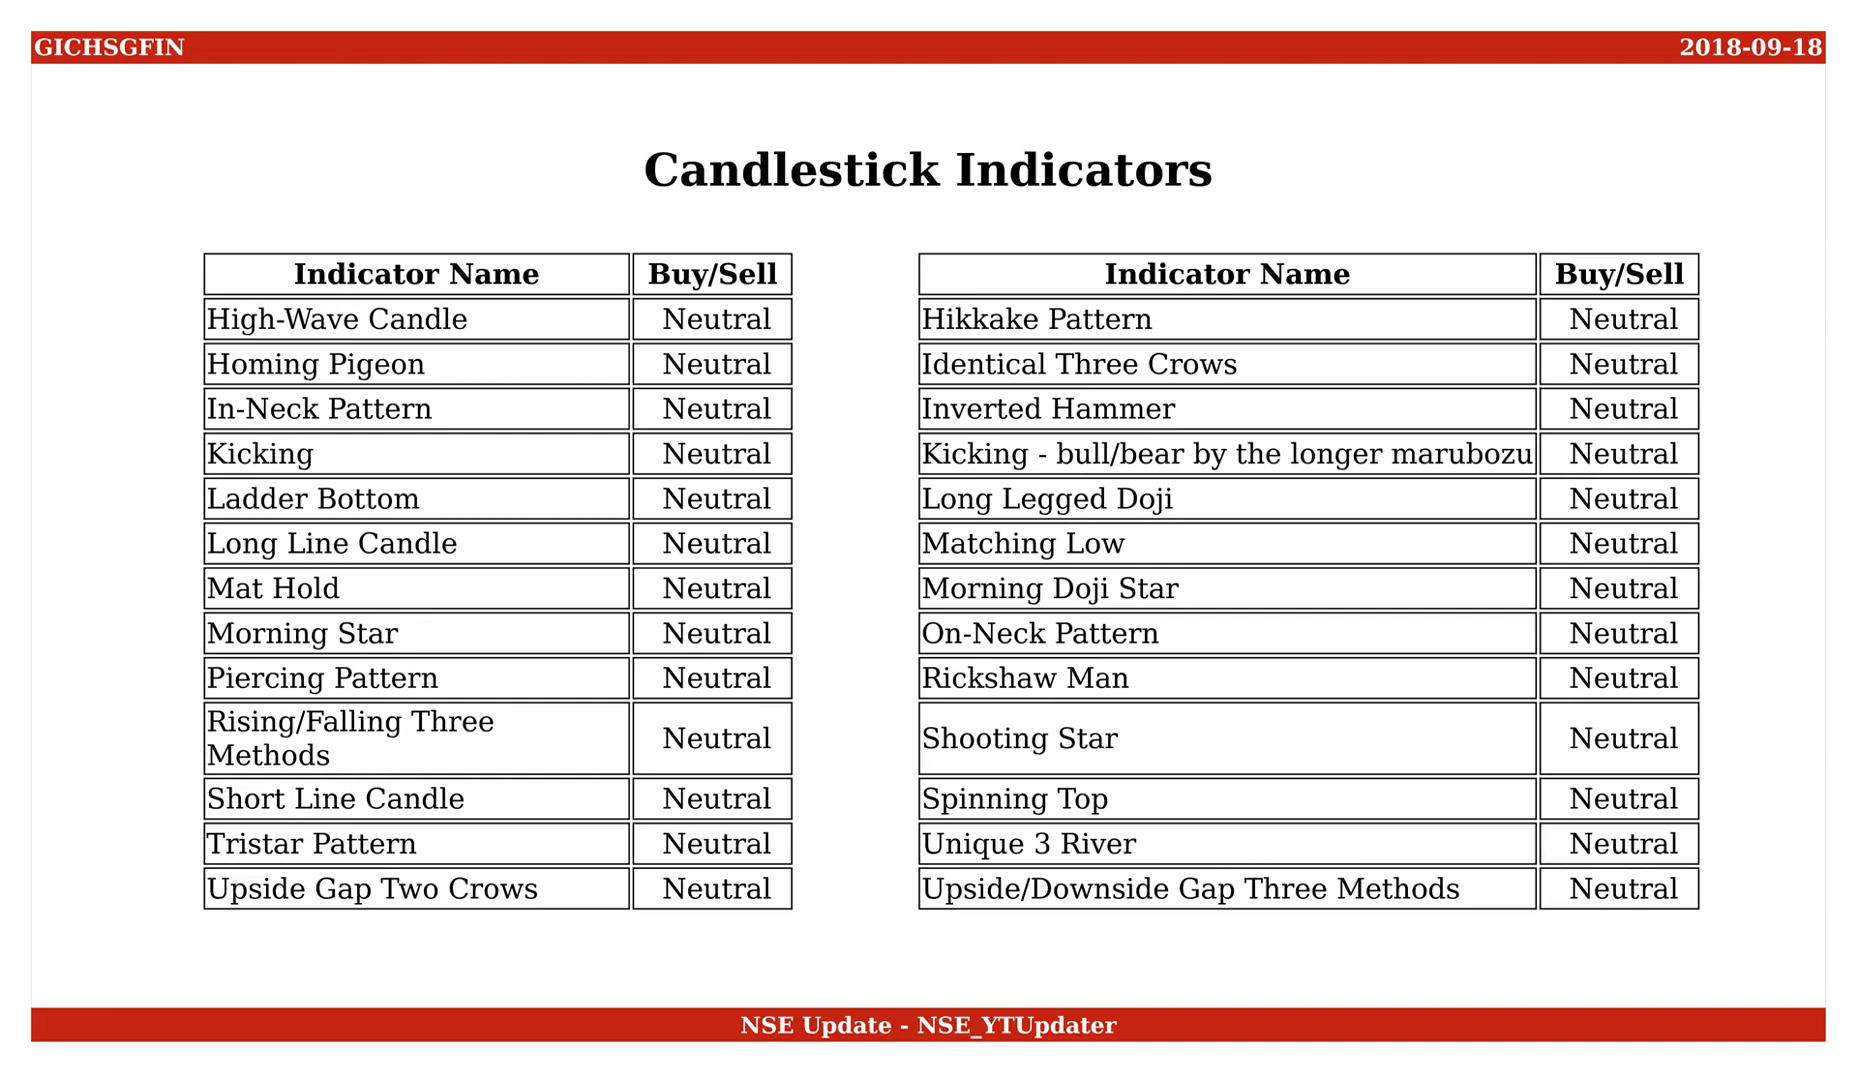 GICHSGFIN 2018-09-18
Candlestick Indicators
Indicator Name Buy/Sell
High-Wave Candle Neutral
Homing Pigeon Neutral
In-Neck Pattern Neutral
Kicking Neutral
Ladder Bottom Neutral
Long Line Candle Neutral
Mat Hold Neutral
Morning Star Neutral
Piercing Pattern Neutral
Rising/Falling Three
Methods Neutral
Short Line Candle Neutral
Tristar Pattern Neutral
Upside Gap Two Crows Neutral
Indicator Name Buy/Sell
Hikkake Pattern Neutral
Identical Three Crows Neutral
Inverted Hammer Neutral
Kicking - bull/bear by the longer marubozu Neutral
Long Legged Doji Neutral
Matching Low Neutral
Morning Doji Star Neutral
On-Neck Pattern Neutral
Rickshaw Man Neutral
Shooting Star Neutral
Spinning Top Neutral
Unique 3 River Neutral
Upside/Downside Gap Three Methods Neutral
NSE Update - NSE_YTUpdater